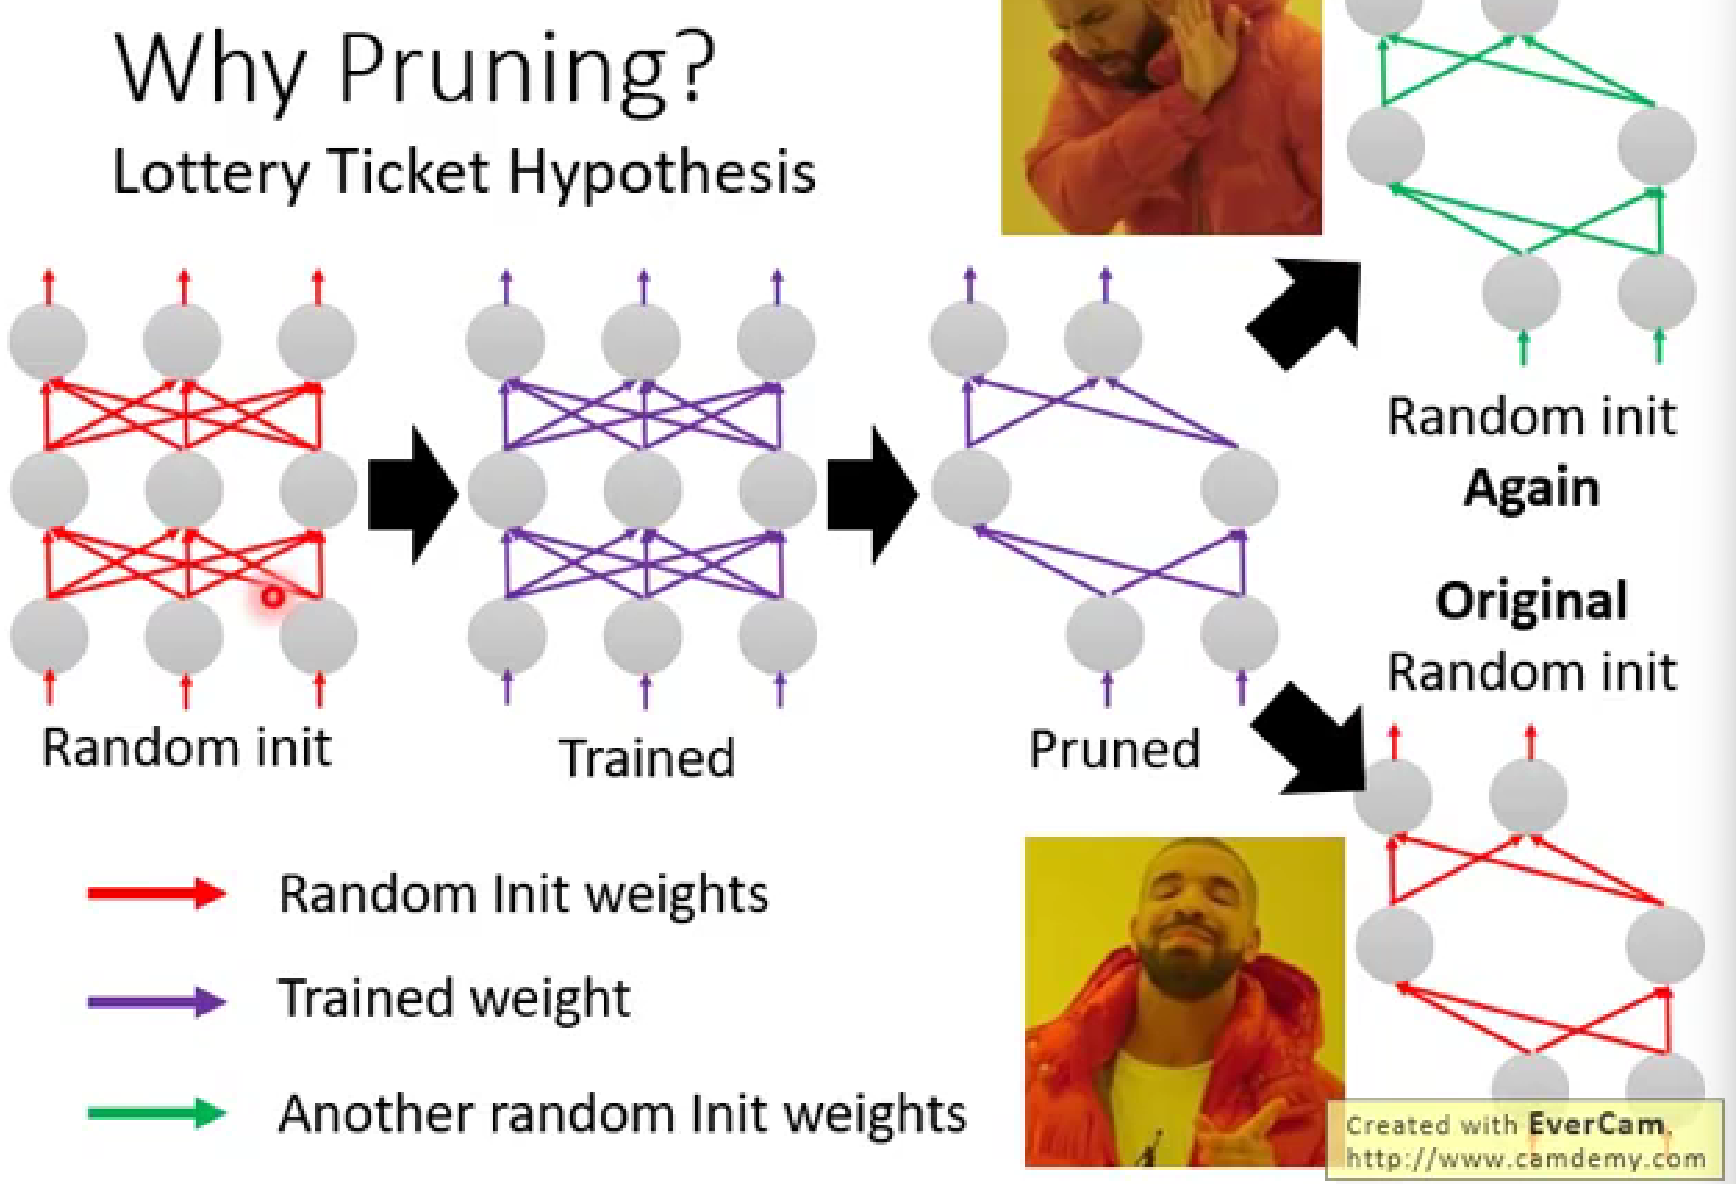 Why Pruning?
Lottery Ticket Hypothesis
Random init
Again
Original
Random init
Random init
Trained
Pruned
Random Init weights
Trained weight
Another random Init weights
Created with EverCam.
http://www.camdemy.com